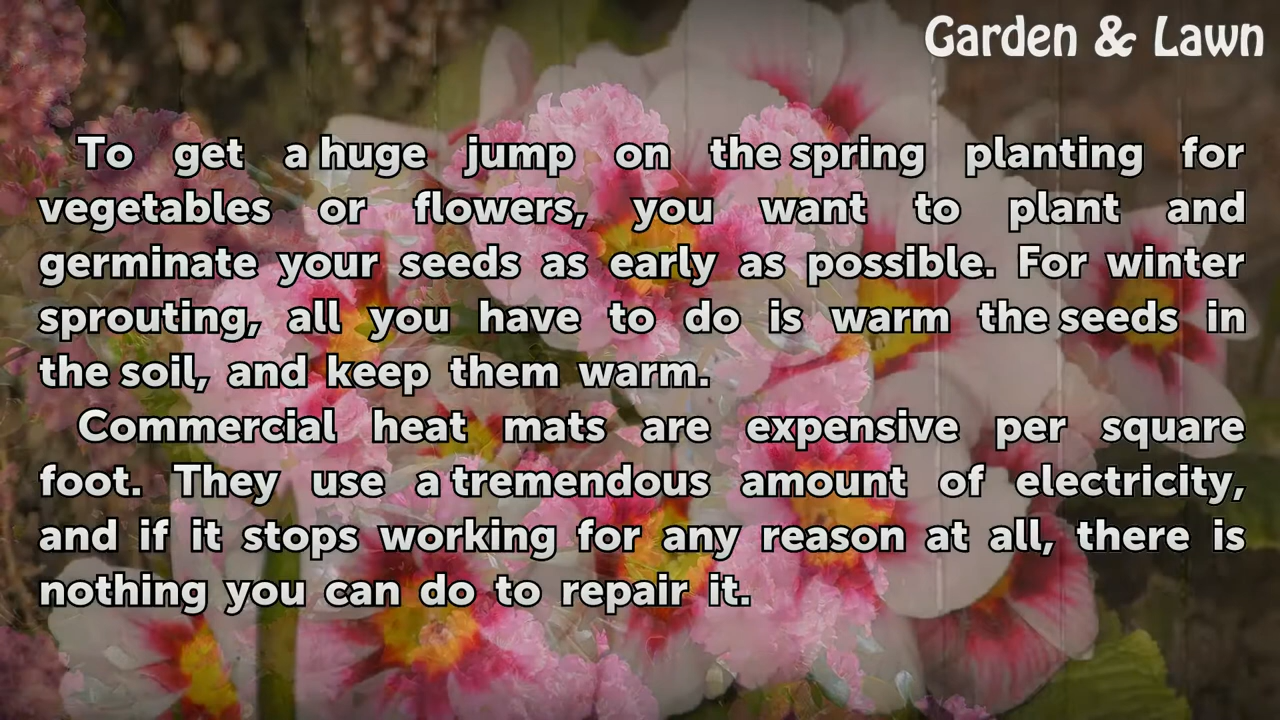 Garden & Lawn
To get a huge jump on the spring planting for
vegetables or flowers, you want to plant and
germinate your seeds as early as possible. For winter
sprouting, all you have to do is warm the seeds in
the soil, and keep them warm.
Commercial heat mats are expensive per square
foot. They use a tremendous amount of electricity,
and if it stops working for any reason at all, there is
nothing you can do to repair it.